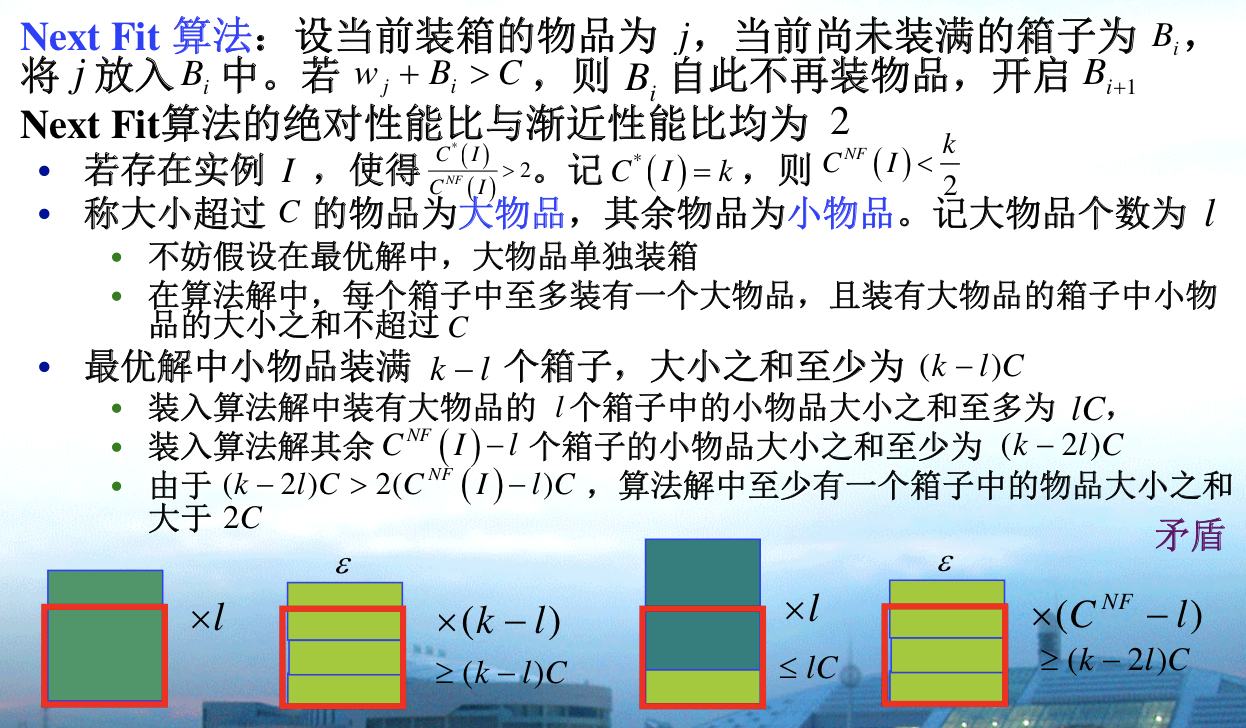 Next Fit 算法：设当前装箱的物品为 j，当前尚未装满的箱子为 B_i，
将 j 放入 B_i 中。若 w_j + B_i > C，则 B_i 自此不再装物品，开启 B_{i+1}
Next Fit算法的绝对性能比与渐近性能比均为 2
• 若存在实例 I ，使得 \frac{C^*(I)}{C^{NF}(I)} > 2。记 C^*(I) = k，则 C^{NF}(I) < \frac{k}{2}
• 称大小超过 C 的物品为大物品，其余物品为小物品。记大物品个数为 l
• 不妨假设在最优解中，大物品单独装箱
• 在算法解中，每个箱子中至多装有一个大物品，且装有大物品的箱子中小物
品的大小之和不超过 C
• 最优解中小物品装满 k − l 个箱子，大小之和至少为 (k − l)C
• 装入算法解中装有大物品的 l 个箱子中的小物品大小之和至多为 lC，
• 装入算法解其余 C^{NF}(I) − l 个箱子的小物品大小之和至少为 (k − 2l)C
• 由于 (k − 2l)C > 2(C^{NF}(I) − l)C ，算法解中至少有一个箱子中的物品大小之和
大于 2C
矛盾
×l
ε
×(k − l)
≥ (k − l)C
×l
≤ lC
ε
×(C^{NF} − l)
≥ (k − 2l)C